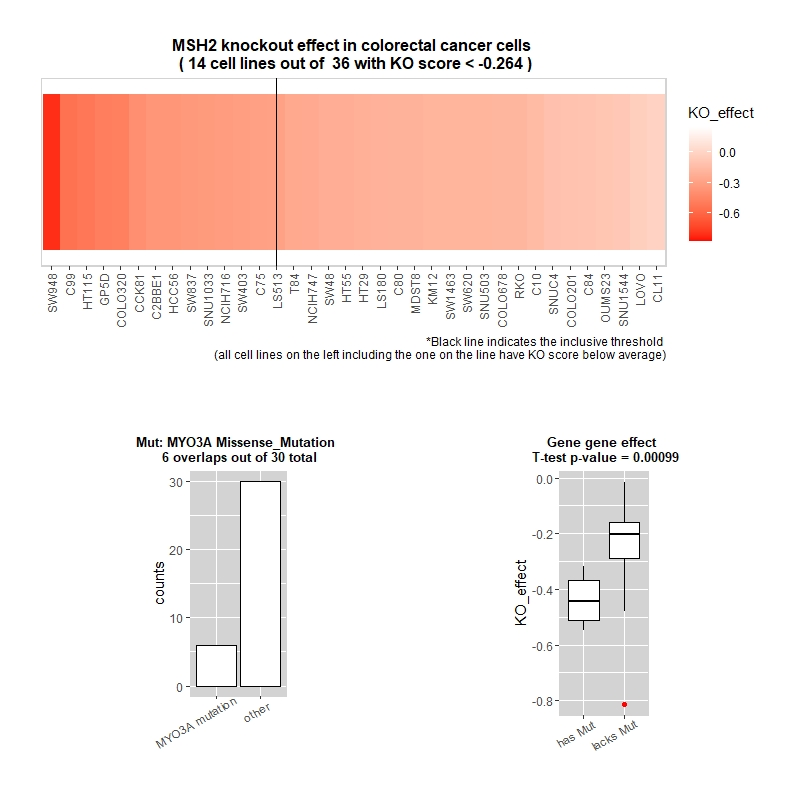 MSH2 knockout effect in colorectal cancer cells
( 14 cell lines out of 36 with KO score < -0.264 )
KO_effect
0.0
-0.3
-0.6
SW948
C99
HT115
GP5D
COLO320
CCK81
C2BBE1
HCC56
SW837
SNU1033
NCIH716
SW403
C75
LS513
T84
NCIH747
SW48
HT55
HT29
LS180
C80
MDST8
KM12
SW1463
SW620
SNU503
COLO678
RKO
C10
SNUC4
COLO201
C84
OUMS23
SNU1544
LOVO
CL11
*Black line indicates the inclusive threshold
(all cell lines on the left including the one on the line have KO score below average)
Mut: MYO3A Missense_Mutation
6 overlaps out of 30 total
counts
30
20
10
0
MYO3A mutation
other
Gene gene effect
T-test p-value = 0.00099
KO_effect
0.0
-0.2
-0.4
-0.6
-0.8
has Mut
lacks Mut